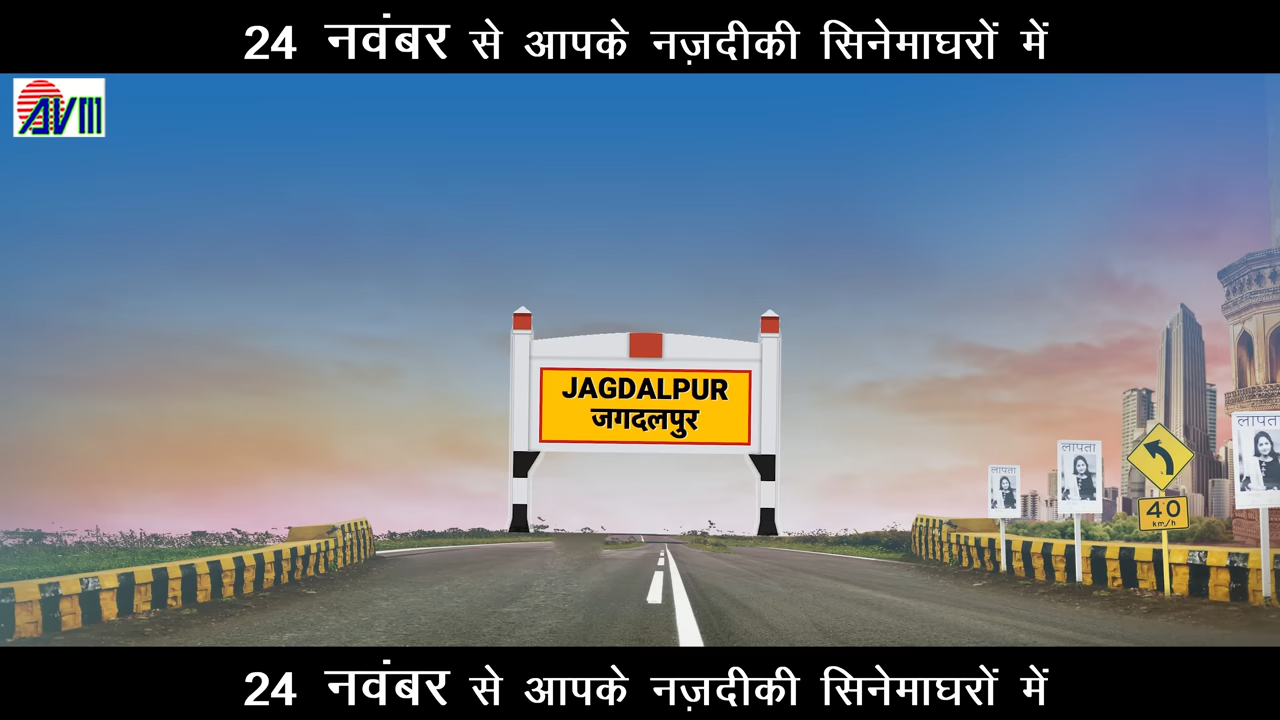 24 नवंबर से आपके नज़दीकी सिनेमाघरों में
AVM
JAGDALPUR
जगदलपुर
लापता
लापता
लापता
40
km/h
24 नवंबर से आपके नज़दीकी सिनेमाघरों में